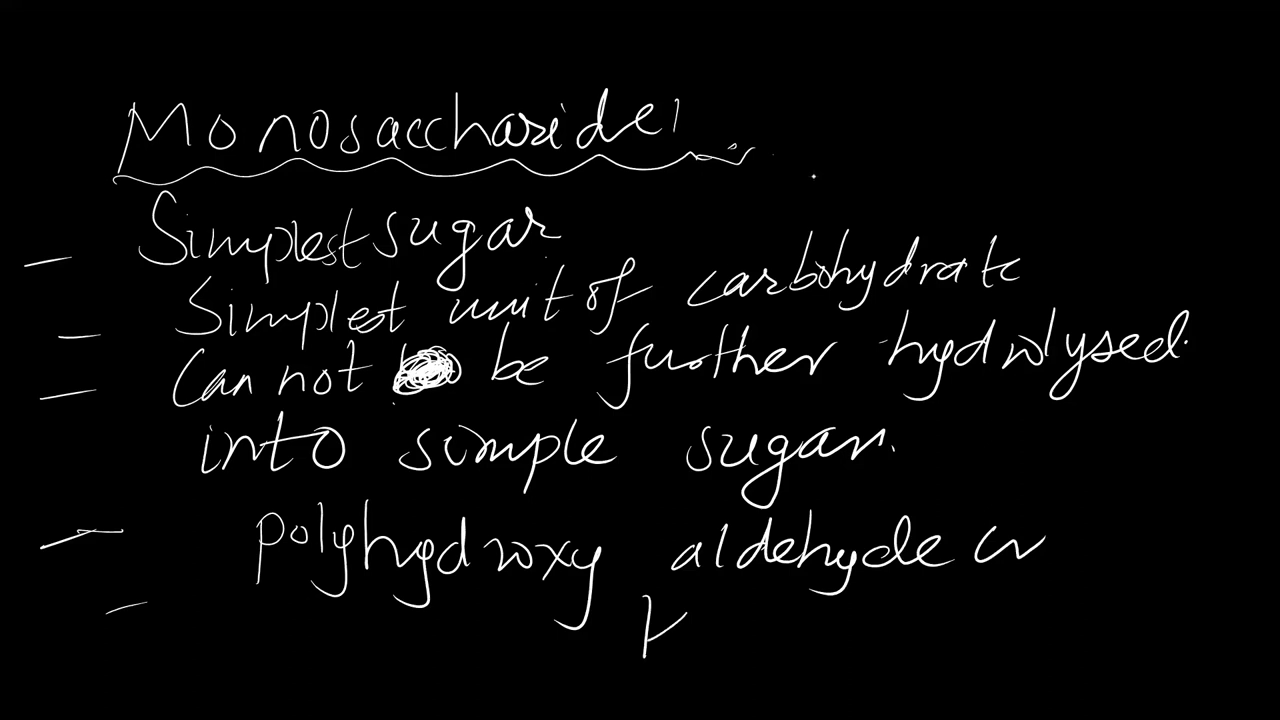 Monosaccharide
- Simplest sugar
- Simplest unit of carbohydrate
- Can not be further hydrolysed
into simple sugar.
- polyhydroxy aldehyde or
-